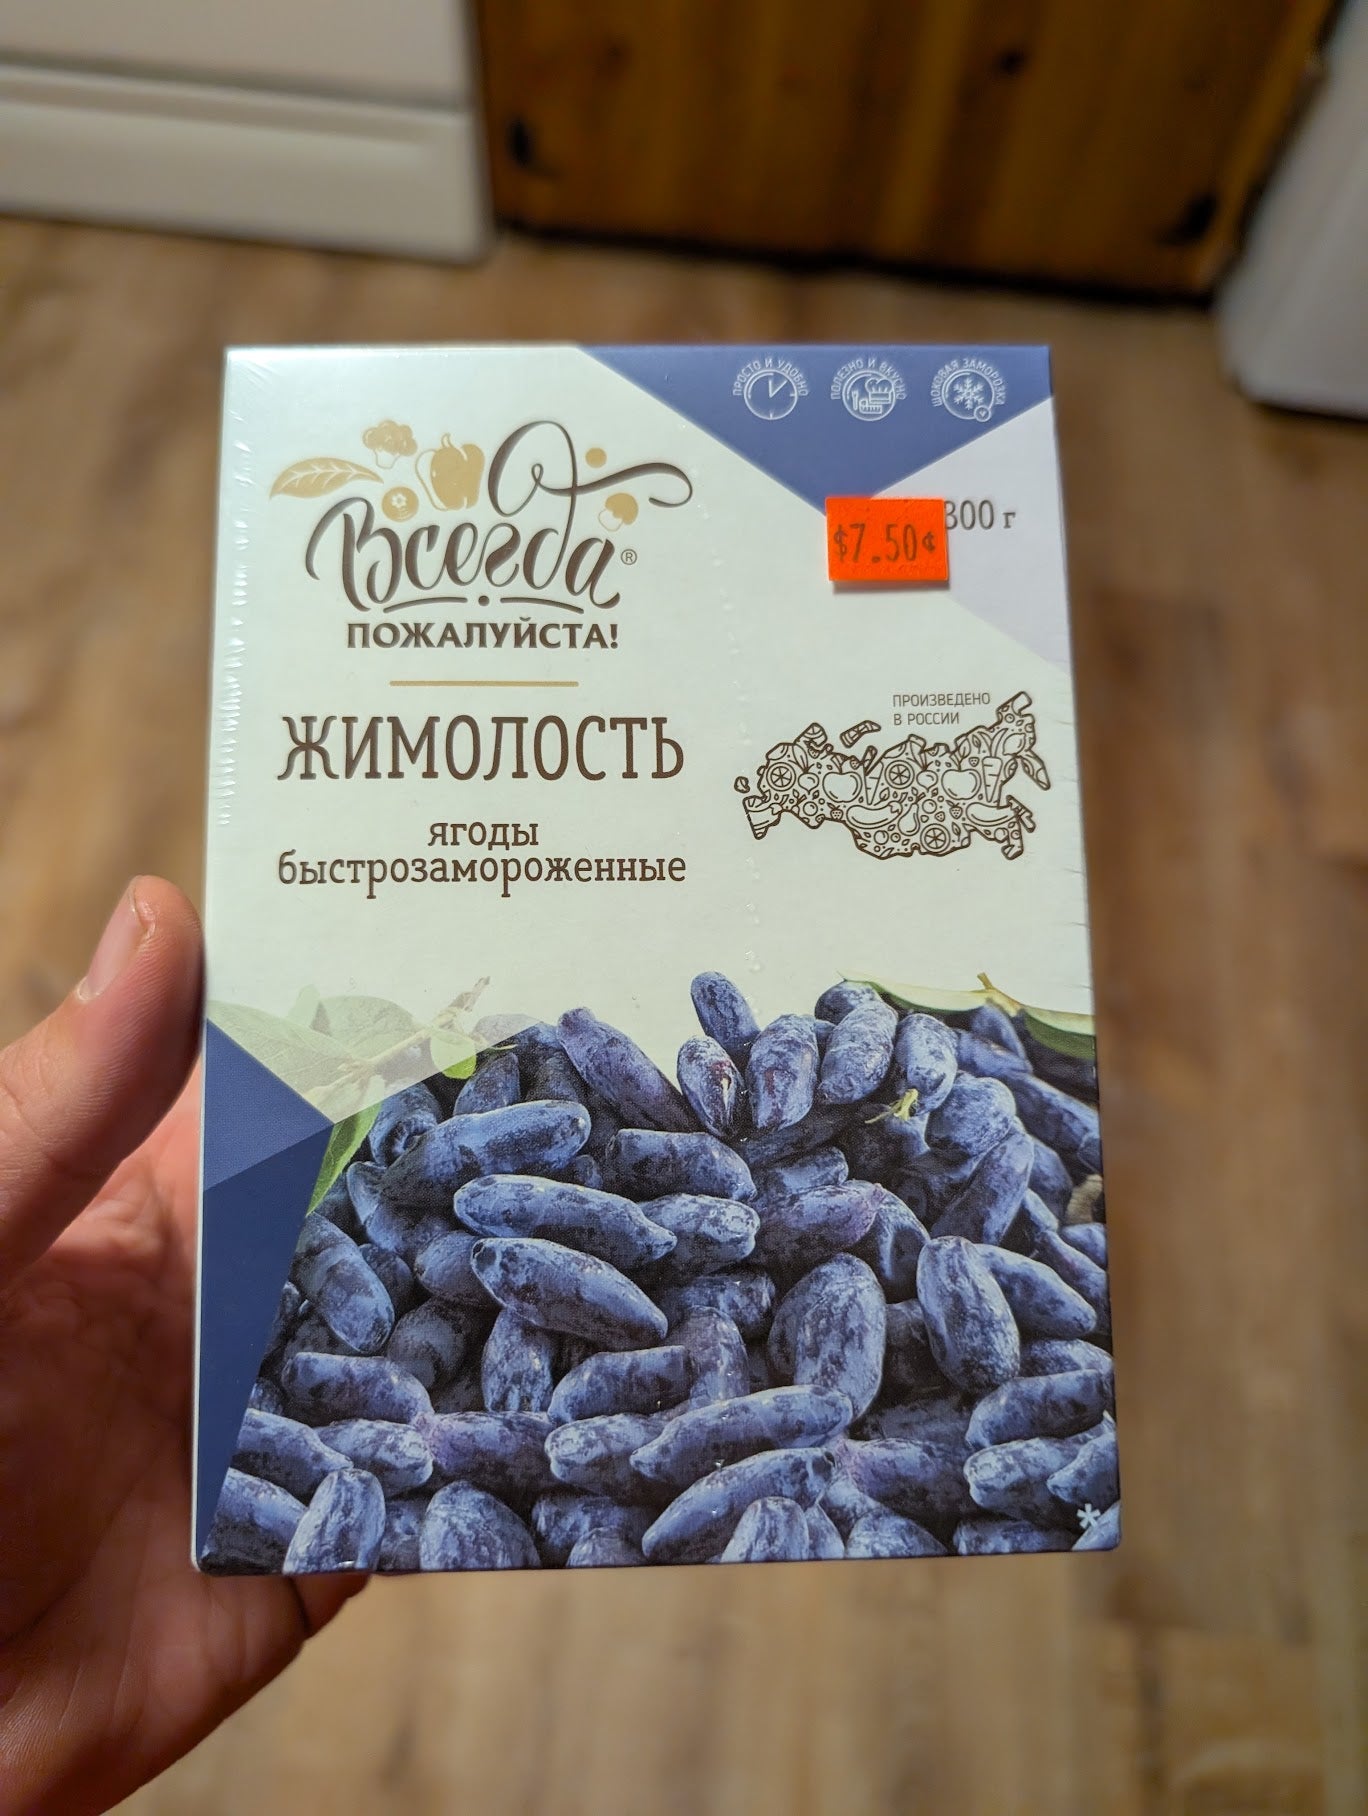 ПРОСТО И УДОБНО
ПОЛЕЗНО И ВКУСНО
ШОКОВАЯ ЗАМОРОЗКА
Всегда®
ПОЖАЛУЙСТА!
300 г
$7.50¢
ЖИМОЛОСТЬ
ягоды
быстрозамороженные
ПРОИЗВЕДЕНО
В РОССИИ
*